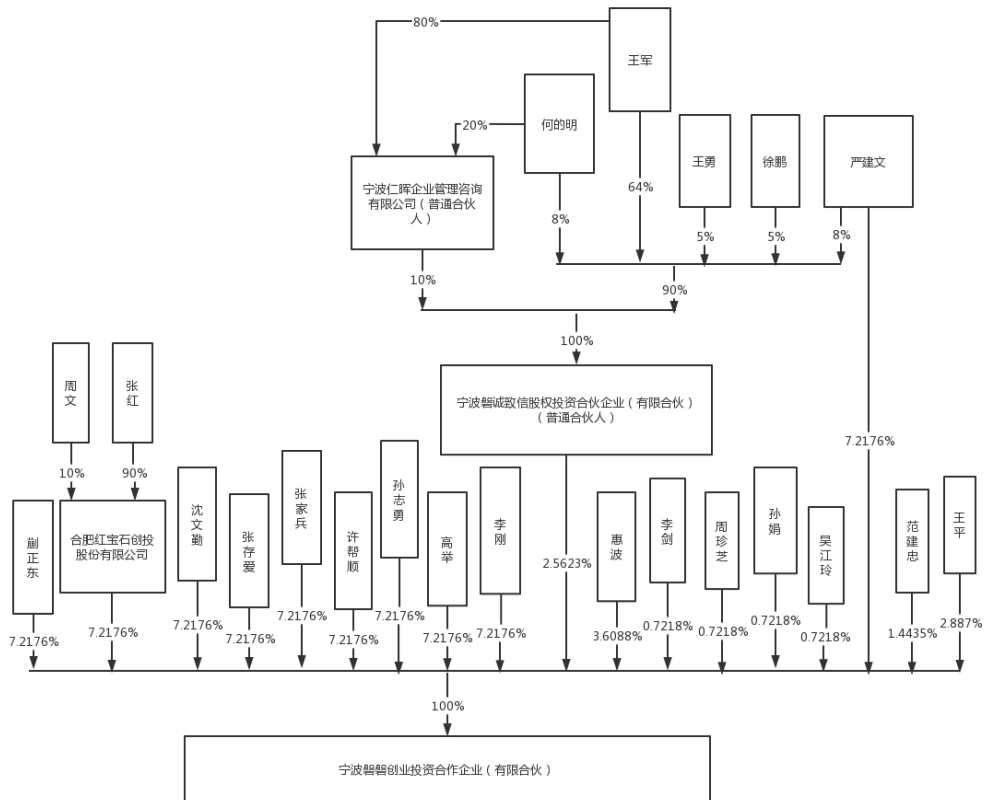 80%
王军
何的明
20%
王勇
徐鹏
严建文
宁波仁晖企业管理咨询
有限公司（普通合伙
人）
64%
8%
5%
5%
8%
10%
90%
100%
周
文
张
红
宁波磐诚致信股权投资合伙企业（有限合伙）
（普通合伙人）
7.2176%
10%
90%
蒯
正
东
合肥红宝石创投
股份有限公司
沈
文
勤
张
存
爱
张
家
兵
许
帮
顺
孙
志
勇
高
举
李
刚
2.5623%
惠
波
李
剑
周
珍
芝
孙
娟
吴
江
玲
范
建
忠
王
平
7.2176%
7.2176%
7.2176%
7.2176%
7.2176%
7.2176%
7.2176%
7.2176%
7.2176%
3.6088%
0.7218%
0.7218%
0.7218%
0.7218%
1.4435%
2.887%
100%
宁波磐磐创业投资合作企业（有限合伙）